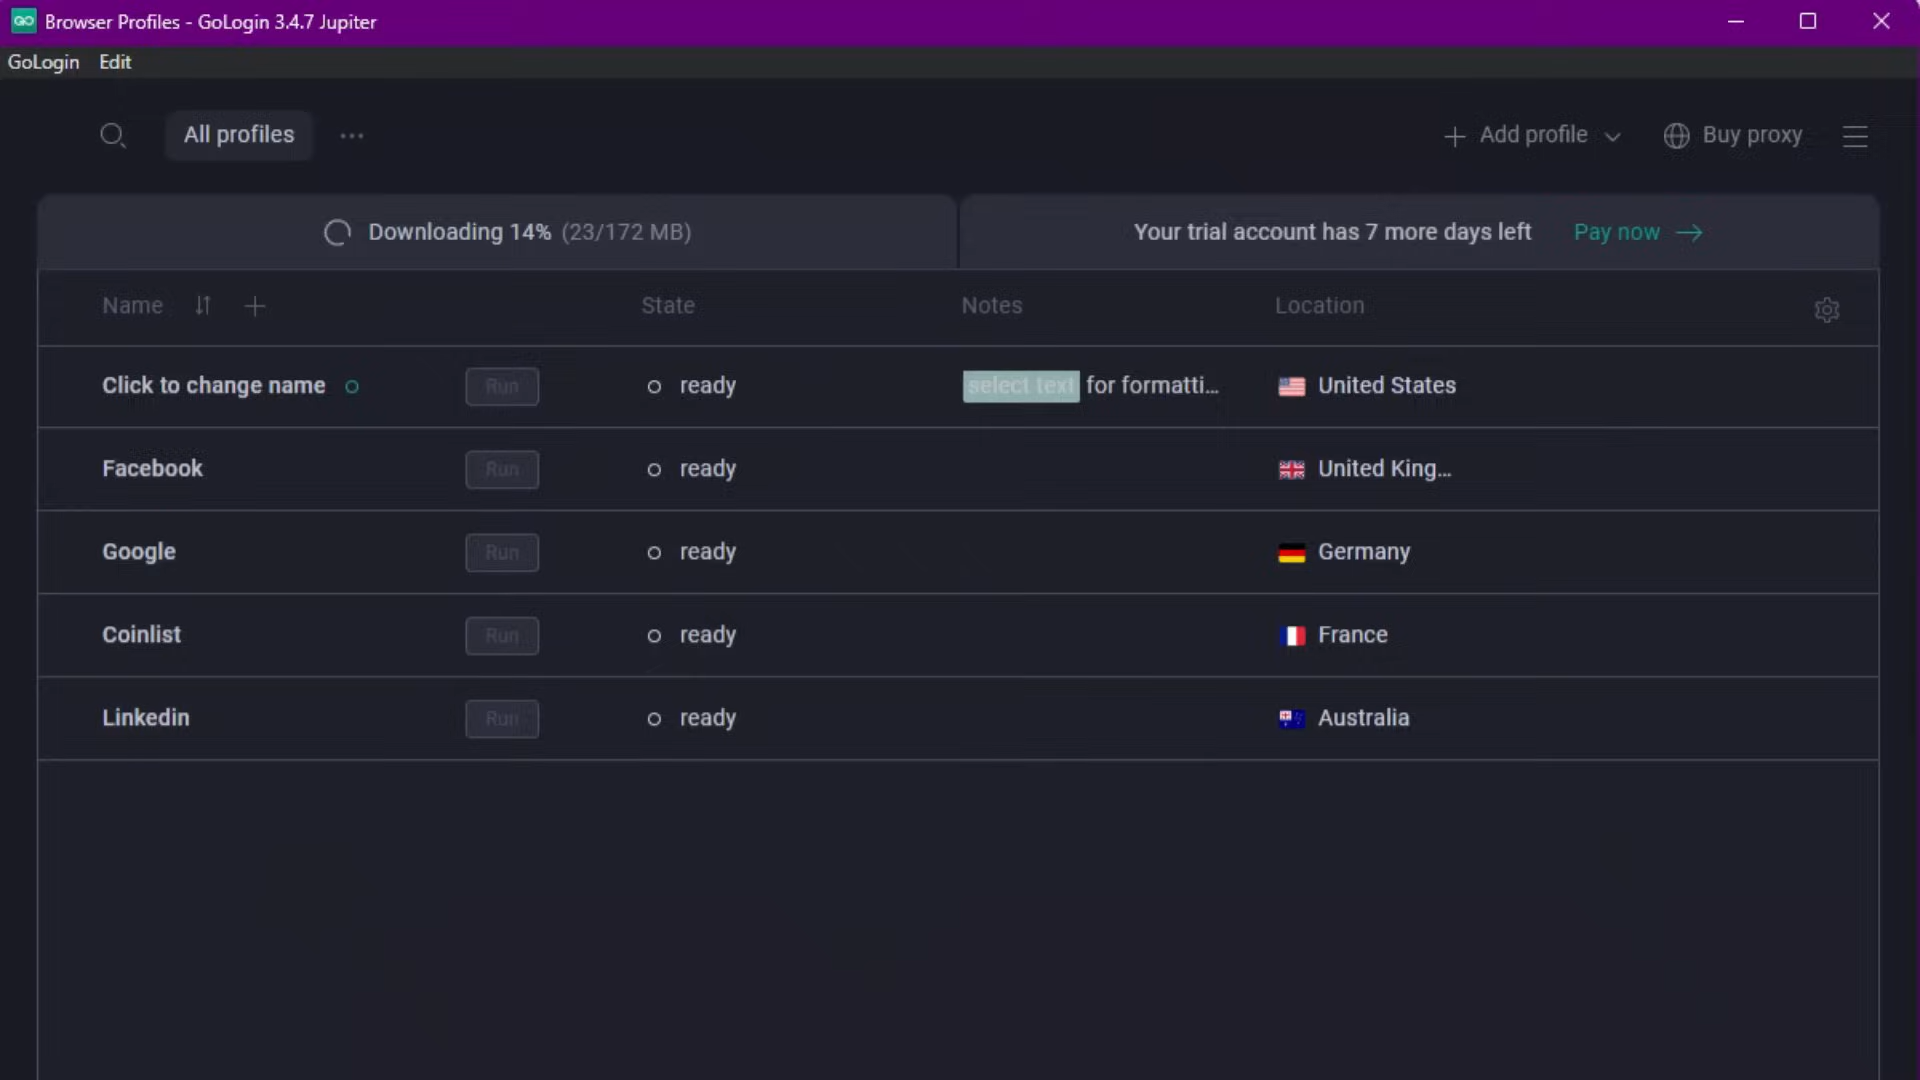 Browser Profiles - GoLogin 3.4.7 Jupiter
GoLogin Edit
All profiles ... Add profile Buy proxy
Downloading 14% (23/172 MB) Your trial account has 7 more days left Pay now →
Name State Notes Location
Click to change name Run ready select text for formatti... United States
Facebook Run ready United King...
Google Run ready Germany
Coinlist Run ready France
Linkedin Run ready Australia